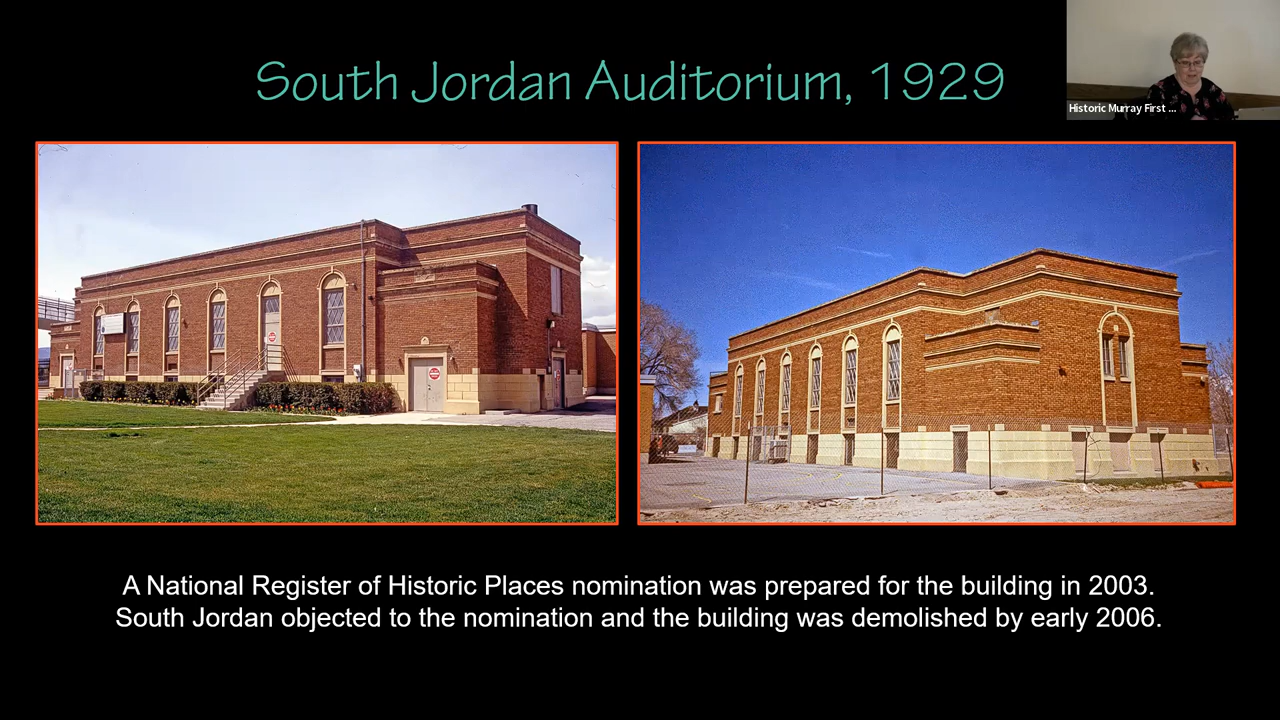 South Jordan Auditorium, 1929
Historic Murray First ...
A National Register of Historic Places nomination was prepared for the building in 2003.
South Jordan objected to the nomination and the building was demolished by early 2006.